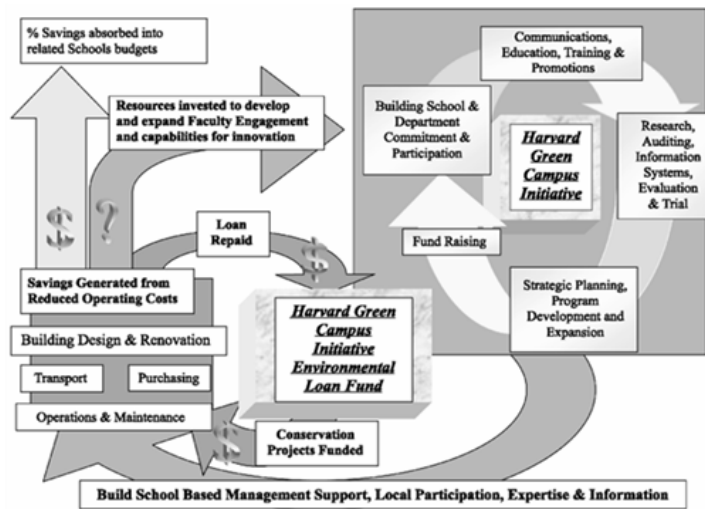 % Savings absorbed into
related Schools budgets
Resources invested to develop
and expand Faculty Engagement
and capabilities for innovation
Communications,
Education, Training &
Promotions
Building School &
Department
Commitment &
Participation
Harvard
Green
Campus
Initiative
Research,
Auditing,
Information
Systems,
Evaluation
& Trial
Fund Raising
Strategic Planning,
Program
Development and
Expansion
$
?
Loan
Repaid
$
Savings Generated from
Reduced Operating Costs
Building Design & Renovation
Transport
Purchasing
Operations & Maintenance
Harvard Green
Campus
Initiative
Environmental
Loan Fund
$
Conservation
Projects Funded
Build School Based Management Support, Local Participation, Expertise & Information